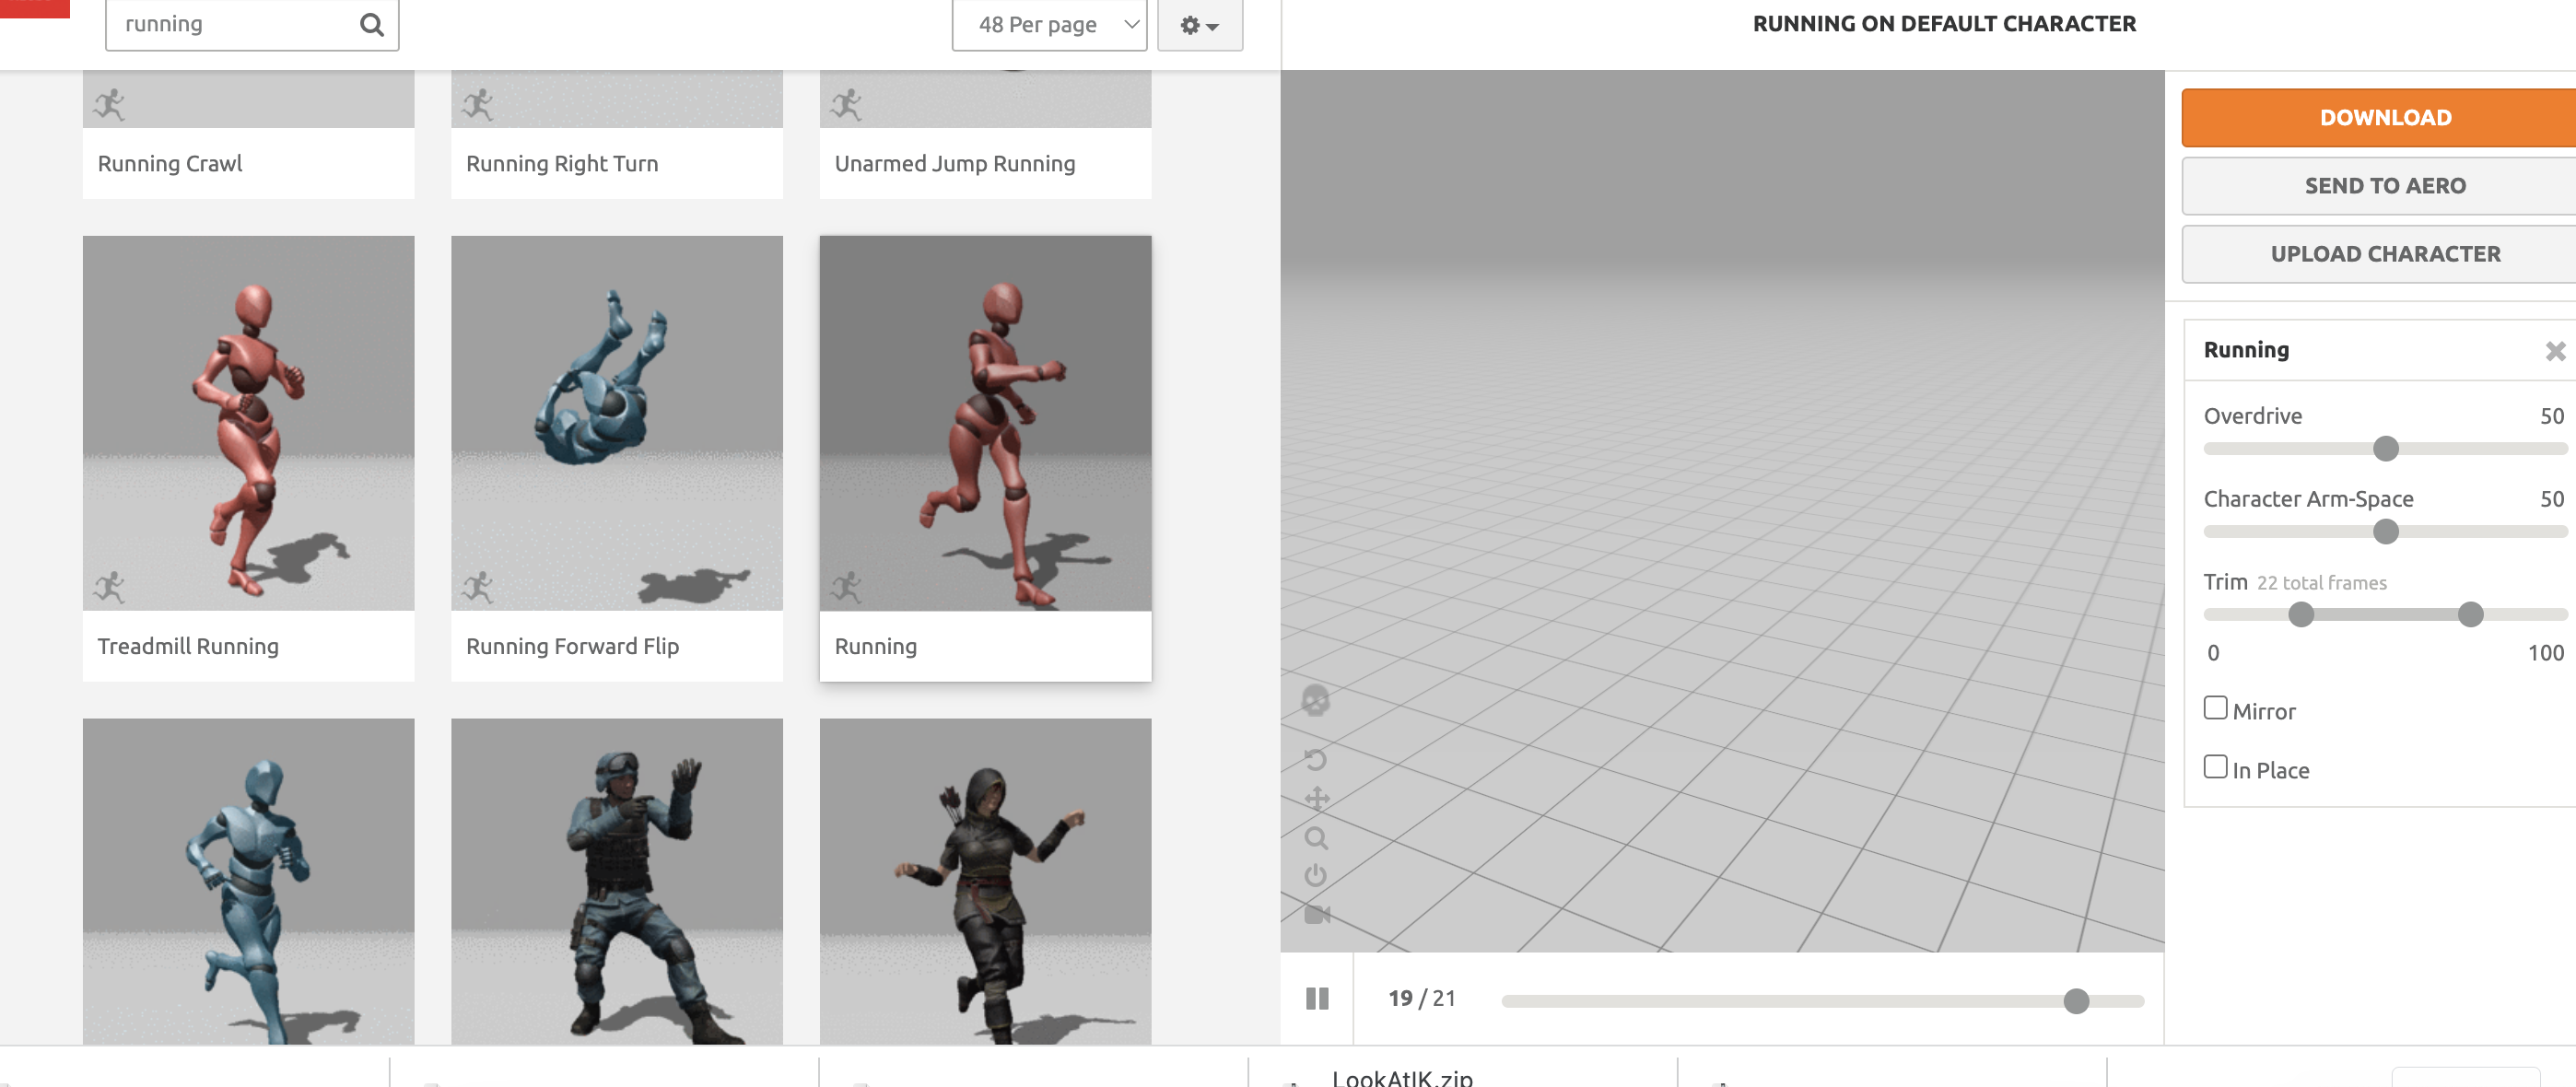 running
48 Per page
RUNNING ON DEFAULT CHARACTER
DOWNLOAD
SEND TO AERO
UPLOAD CHARACTER
Running Crawl
Running Right Turn
Unarmed Jump Running
Treadmill Running
Running Forward Flip
Running
Running
Overdrive 50
Character Arm-Space 50
Trim 22 total frames
0 100
Mirror
In Place
19 / 21
LookAtIK.zip